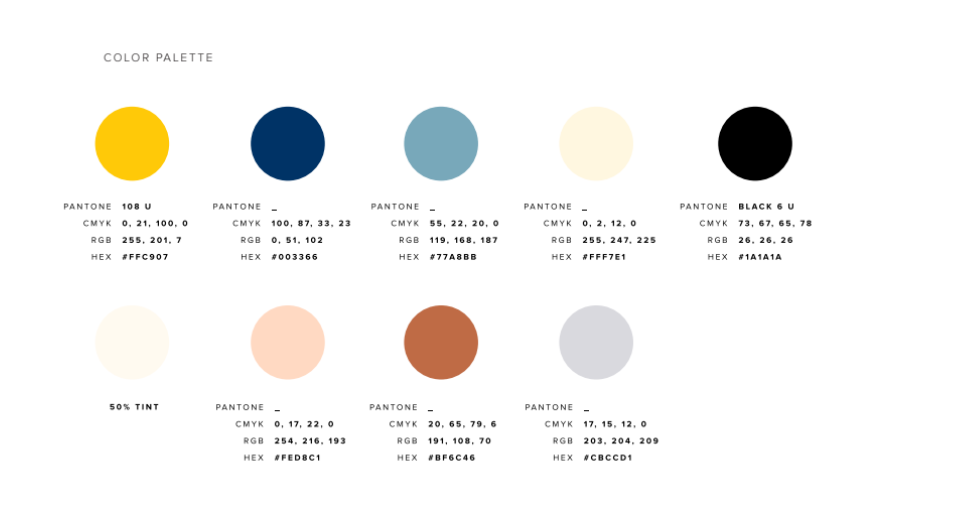 COLOR PALETTE
PANTONE 108 U
CMYK 0, 21, 100, 0
RGB 255, 201, 7
HEX #FFC907
PANTONE _
CMYK 100, 87, 33, 23
RGB 0, 51, 102
HEX #003366
PANTONE _
CMYK 55, 22, 20, 0
RGB 119, 168, 187
HEX #77A8BB
PANTONE _
CMYK 0, 2, 12, 0
RGB 255, 247, 225
HEX #FFF7E1
PANTONE BLACK 6 U
CMYK 73, 67, 65, 78
RGB 26, 26, 26
HEX #1A1A1A
50% TINT
PANTONE _
CMYK 0, 17, 22, 0
RGB 254, 216, 193
HEX #FED8C1
PANTONE _
CMYK 20, 65, 79, 6
RGB 191, 108, 70
HEX #BF6C46
PANTONE _
CMYK 17, 15, 12, 0
RGB 203, 204, 209
HEX #CBCCD1